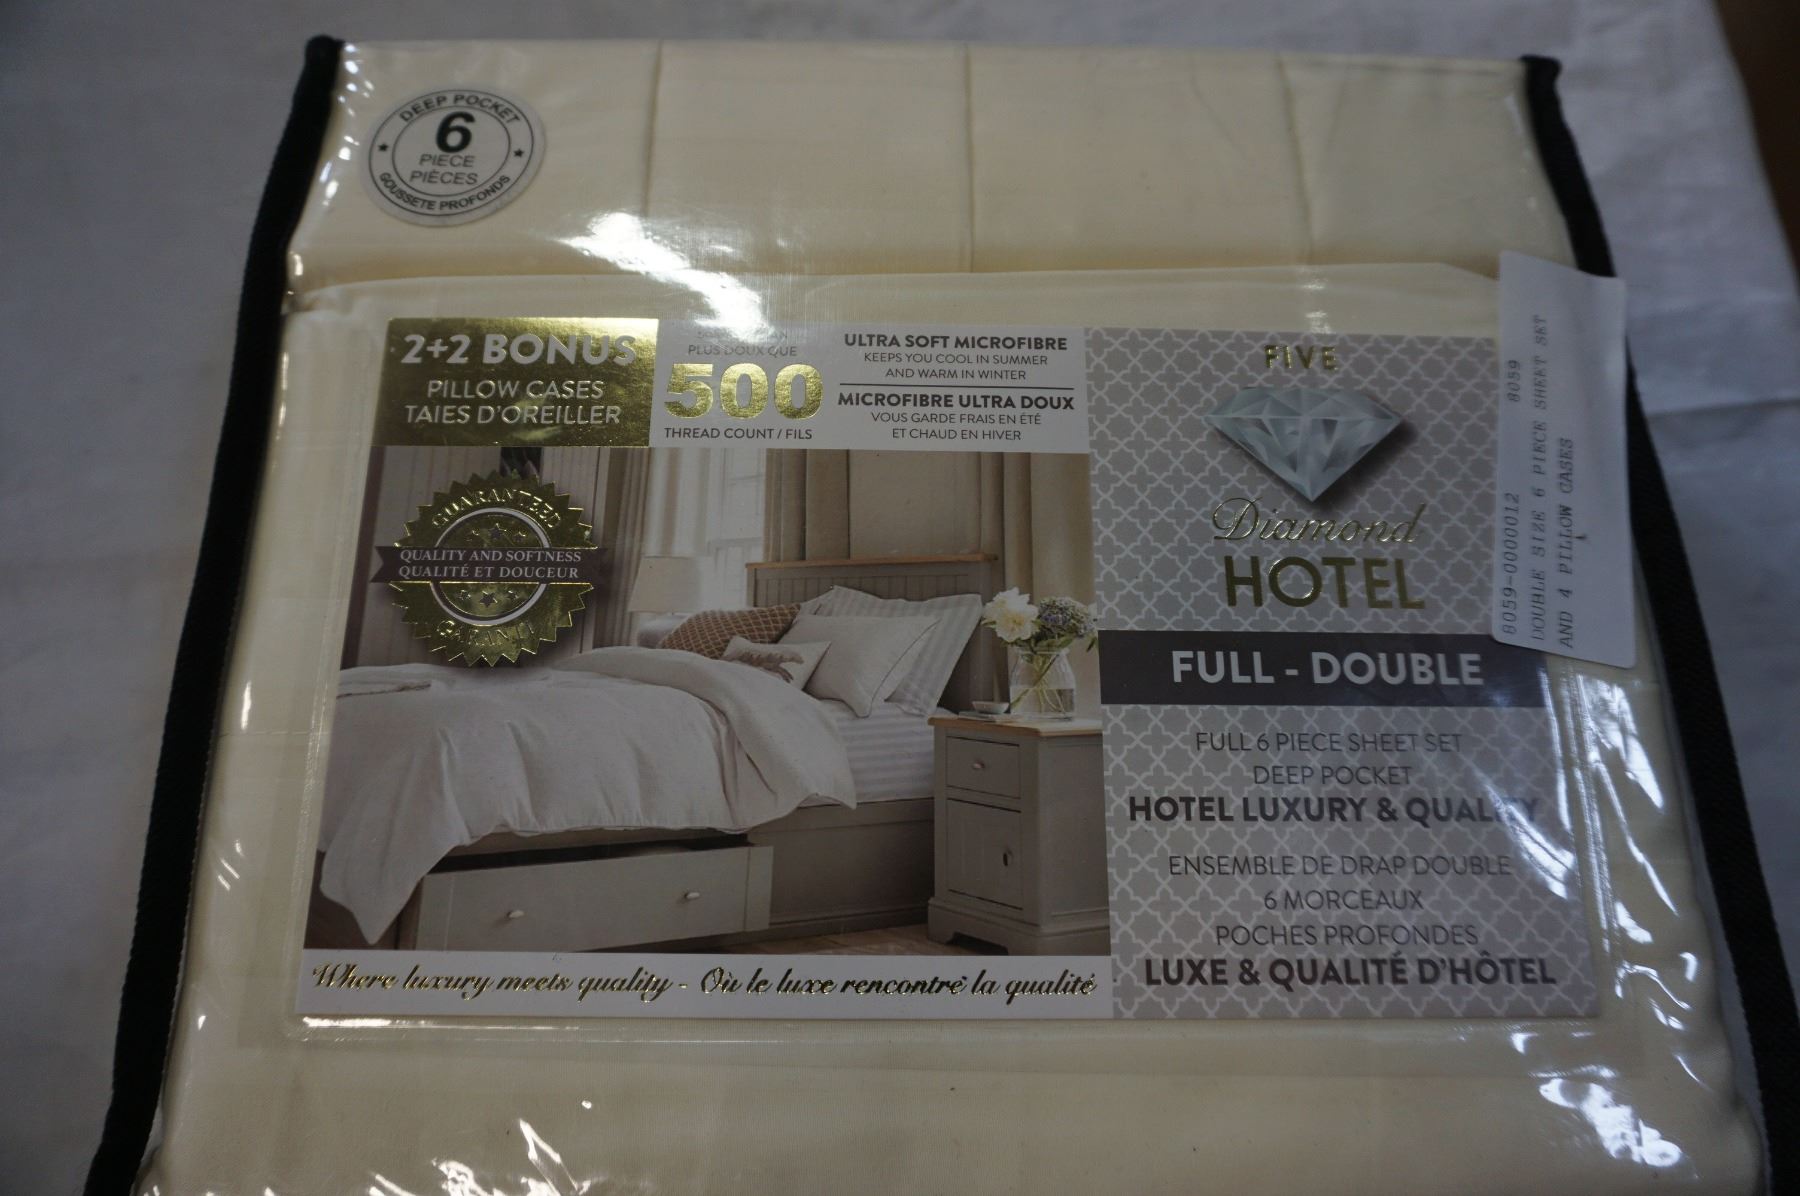 DEEP POCKET
6
PIECE
PIÈCES
GOUSSETE PROFONDS
2+2 BONUS
PILLOW CASES
TAIES D'OREILLER
PLUS DOUX QUE
500
THREAD COUNT / FILS
ULTRA SOFT MICROFIBRE
KEEPS YOU COOL IN SUMMER
AND WARM IN WINTER
MICROFIBRE ULTRA DOUX
VOUS GARDE FRAIS EN ÉTÉ
ET CHAUD EN HIVER
GUARANTEED
QUALITY AND SOFTNESS
QUALITÉ ET DOUCEUR
GARANTI
FIVE
Diamond
HOTEL
FULL - DOUBLE
FULL 6 PIECE SHEET SET
DEEP POCKET
HOTEL LUXURY & QUALITY
ENSEMBLE DE DRAP DOUBLE
6 MORCEAUX
POCHES PROFONDES
LUXE & QUALITÉ D'HÔTEL
Where luxury meets quality - Où le luxe rencontre la qualité
8059-0000012 8059
DOUBLE SIZE 6 PIECE SHEET SET
AND 4 PILLOW CASES